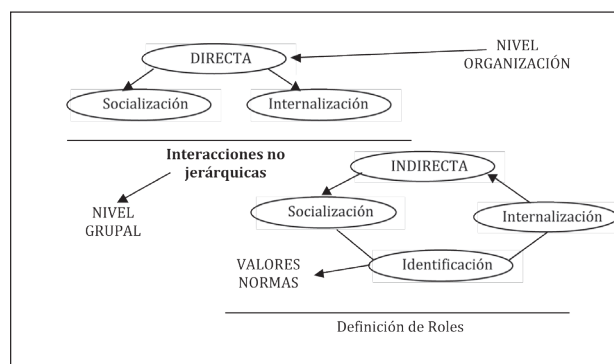 NIVEL
ORGANIZACIÓN
DIRECTA
Socialización
Internalización
Interacciones no
jerárquicas
NIVEL
GRUPAL
INDIRECTA
Socialización
Internalización
VALORES
NORMAS
Identificación
Definición de Roles